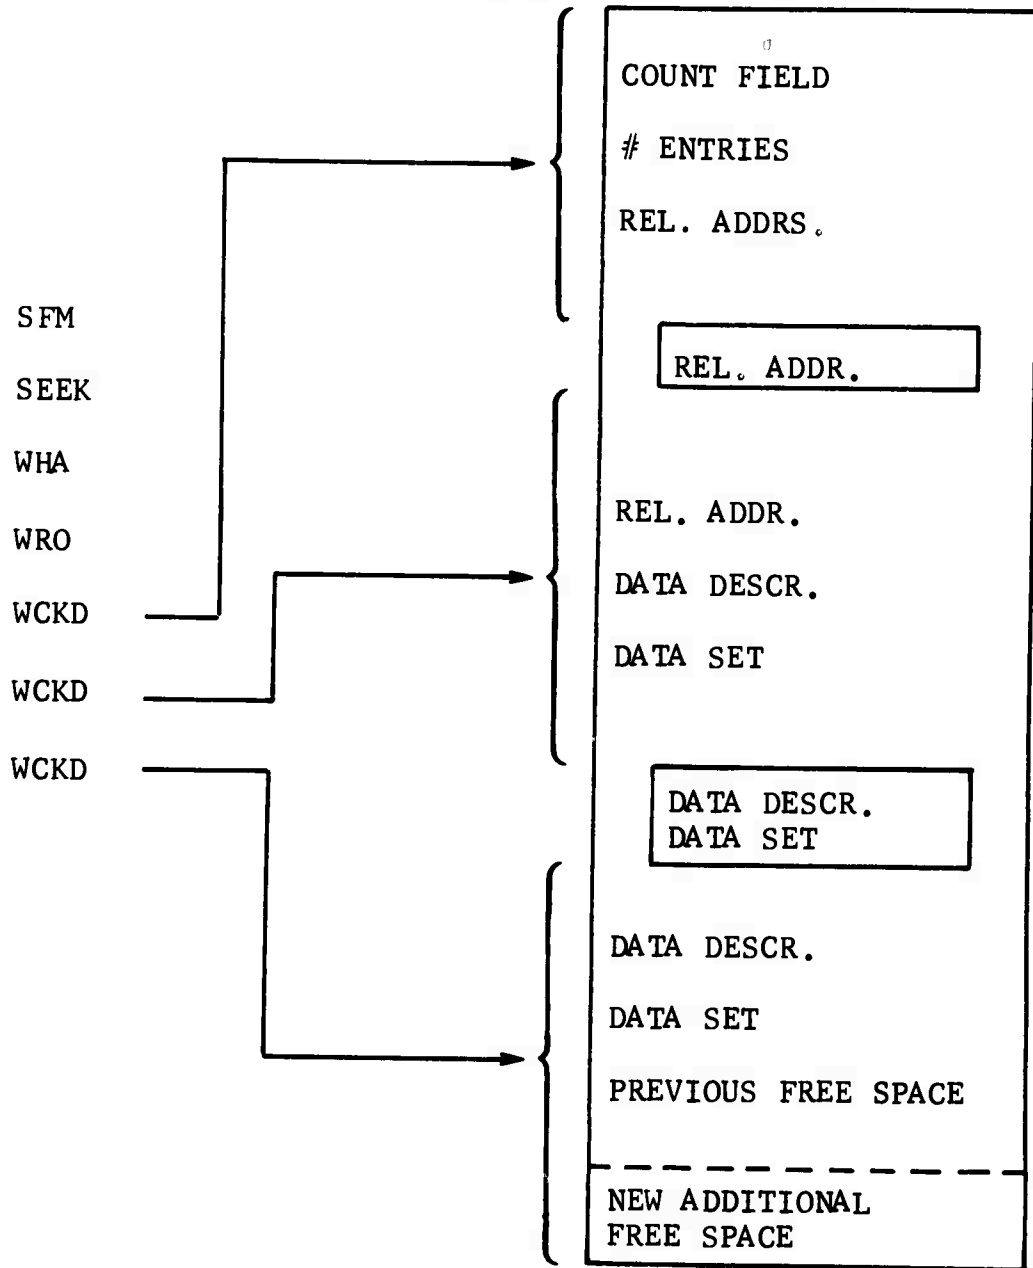 SFM
SEEK
WHA
WRO
WCKD
WCKD
WCKD
COUNT FIELD
# ENTRIES
REL. ADDRS.
REL. ADDR.
REL. ADDR.
DATA DESCR.
DATA SET
DATA DESCR.
DATA SET
DATA DESCR.
DATA SET
PREVIOUS FREE SPACE
NEW ADDITIONAL
FREE SPACE